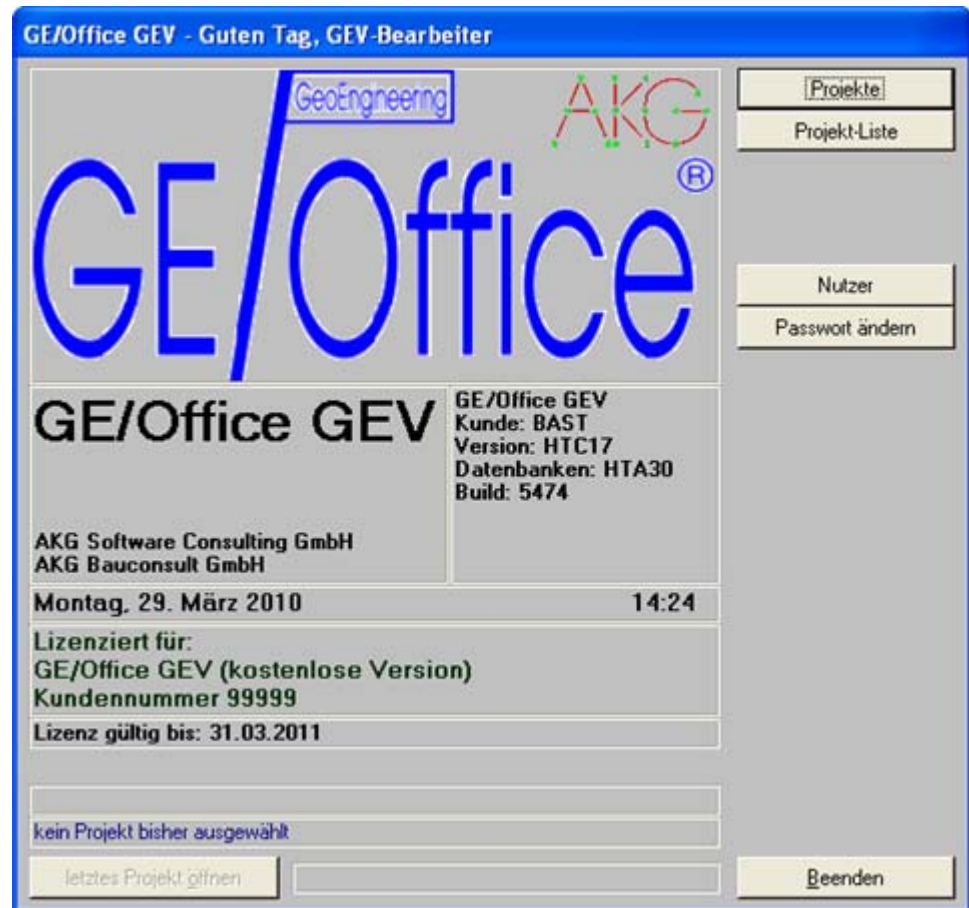 GE/Office GEV - Guten Tag, GEV-Bearbeiter
GeoEngineering
AKG
GE/Office ®
Projekte
Projekt-Liste
Nutzer
Passwort ändern
GE/Office GEV
AKG Software Consulting GmbH
AKG Bauconsult GmbH
GE/Office GEV
Kunde: BAST
Version: HTC17
Datenbanken: HTA30
Build: 5474
Montag, 29. März 2010 14:24
Lizenziert für:
GE/Office GEV (kostenlose Version)
Kundennummer 99999
Lizenz gültig bis: 31.03.2011
kein Projekt bisher ausgewählt
letztes Projekt öffnen
Beenden